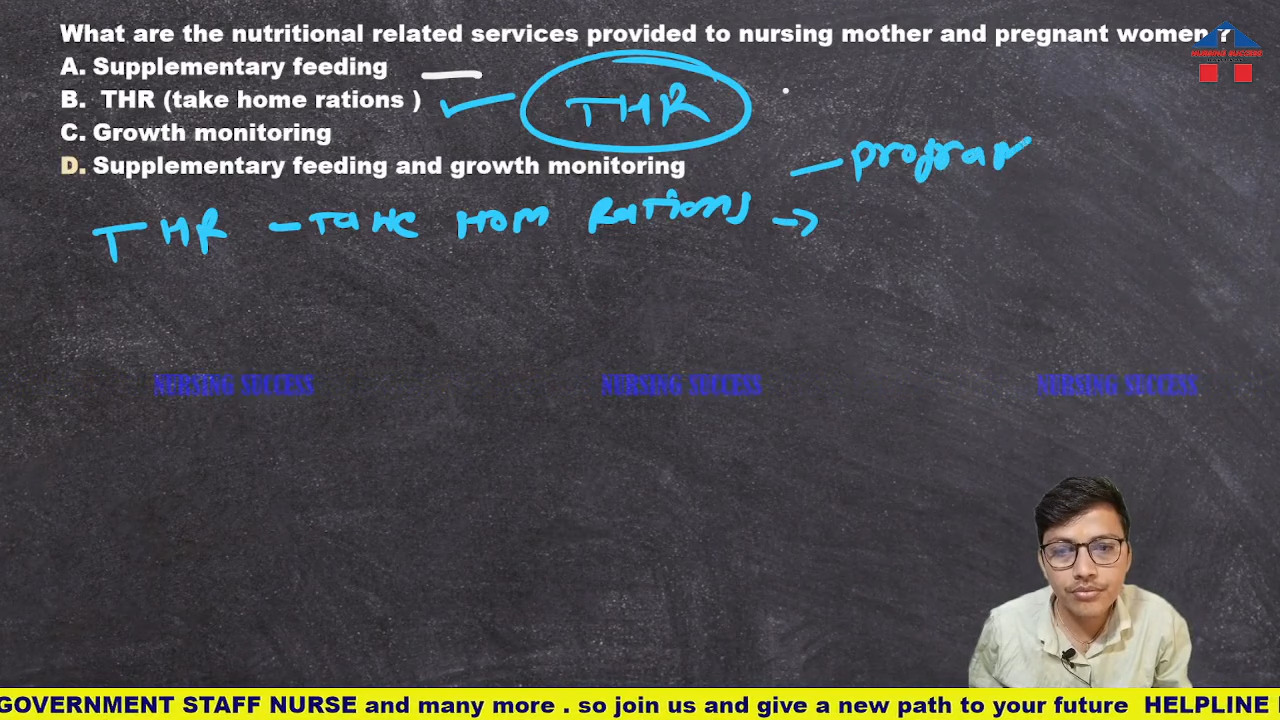 What are the nutritional related services provided to nursing mother and pregnant women ?
NURSING SUCCESS
A. Supplementary feeding
B. THR (take home rations )
THR
C. Growth monitoring
D. Supplementary feeding and growth monitoring
THR - Take Hom Rations →
NURSING SUCCESS NURSING SUCCESS NURSING SUCCESS
GOVERNMENT STAFF NURSE and many more . so join us and give a new path to your future HELPLINE